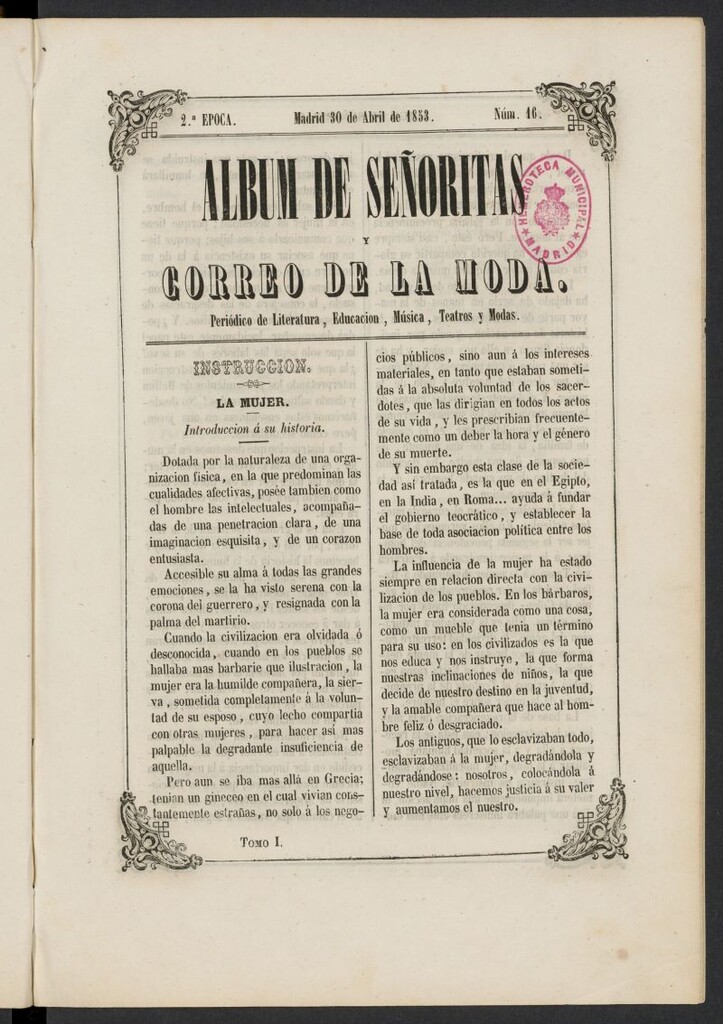 2.ª EPOCA. Madrid 30 de Abril de 1853. Núm. 16.
ALBUM DE SEÑORITAS
Y
CORREO DE LA MODA.
Periódico de Literatura, Educacion, Música, Teatros y Modas.
HEMEROTECA MUNICIPAL
★ MADRID ★
INSTRUCCION.
LA MUJER.
Introduccion á su historia.
Dotada por la naturaleza de una orga-
nizacion física, en la que predominan las
cualidades afectivas, posée tambien como
el hombre las intelectuales, acompaña-
das de una penetracion clara, de una
imaginacion esquisita, y de un corazon
entusiasta.
Accesible su alma á todas las grandes
emociones, se la ha visto serena con la
corona del guerrero, y resignada con la
palma del martirio.
Cuando la civilizacion era olvidada ó
desconocida, cuando en los pueblos se
hallaba mas barbarie que ilustracion, la
mujer era la humilde compañera, la sier-
va, sometida completamente á la volun-
tad de su esposo, cuyo lecho compartia
con otras mujeres, para hacer así mas
palpable la degradante insuficiencia de
aquella.
Pero aun se iba mas allá en Grecia;
tenian un gineceo en el cual vivian cons-
tantemente estrañas, no solo á los nego-
cios públicos, sino aun á los intereses
materiales, en tanto que estaban someti-
das á la absoluta voluntad de los sacer-
dotes, que las dirigian en todos los actos
de su vida, y les prescribian frecuente-
mente como un deber la hora y el género
de su muerte.
Y sin embargo esta clase de la socie-
dad así tratada, es la que en el Egipto,
en la India, en Roma... ayuda á fundar
el gobierno teocrático, y establecer la
base de toda asociacion política entre los
hombres.
La influencia de la mujer ha estado
siempre en relacion directa con la civi-
lizacion de los pueblos. En los bárbaros,
la mujer era considerada como una cosa,
como un mueble que tenia un término
para su uso: en los civilizados es la que
nos educa y nos instruye, la que forma
nuestras inclinaciones de niños, la que
decide de nuestro destino en la juventud,
y la amable compañera que hace al hom-
bre feliz ó desgraciado.
Los antiguos, que lo esclavizaban todo,
esclavizaban á la mujer, degradándola y
degradándose: nosotros, colocándola á
nuestro nivel, hacemos justicia á su valer
y aumentamos el nuestro.
TOMO I.